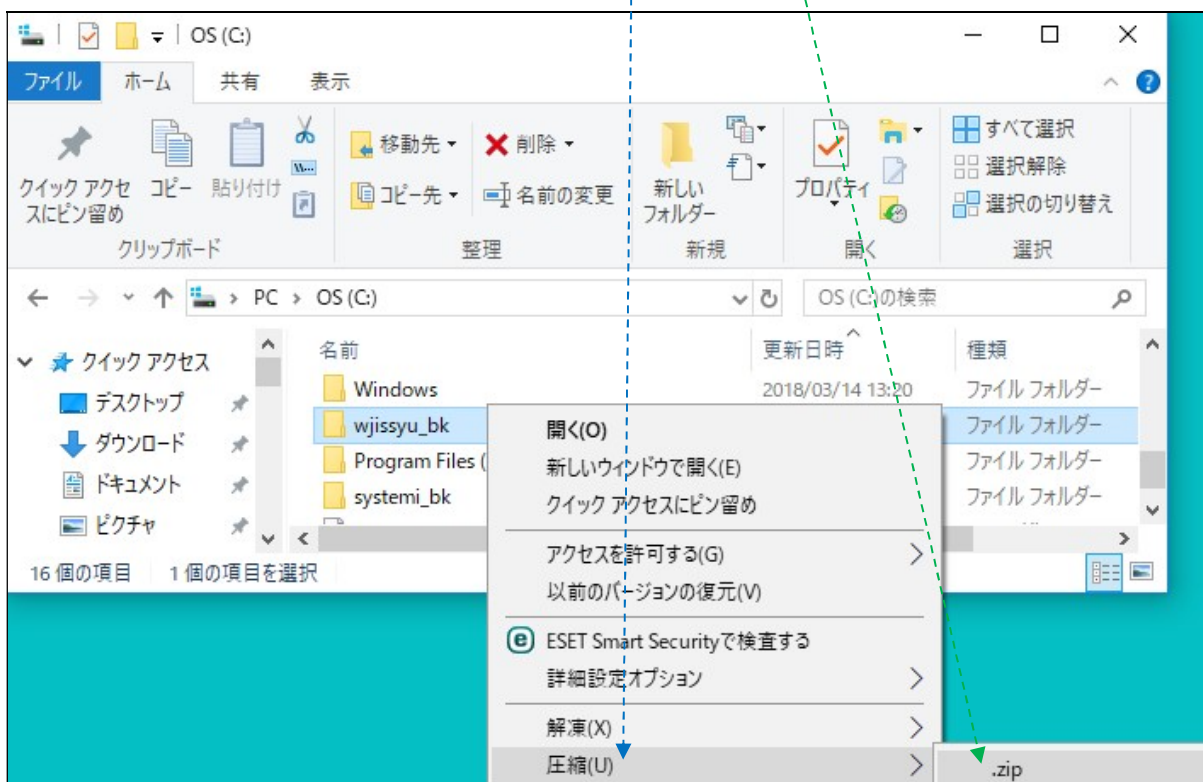 OS (C:)
ファイル ホーム 共有 表示
クイック アクセ
スにピン留め
コピー
貼り付け
移動先
コピー先
削除
名前の変更
新しい
フォルダー
プロパティ
すべて選択
選択解除
選択の切り替え
クリップボード 整理 新規 開く 選択
PC > OS (C:)
OS (C:)の検索
クイック アクセス
デスクトップ
ダウンロード
ドキュメント
ピクチャ
名前 更新日時 種類
Windows 2018/03/14 13:20 ファイル フォルダー
wjissyu_bk ファイル フォルダー
Program Files ( ファイル フォルダー
systemi_bk ファイル フォルダー
16 個の項目 1 個の項目を選択
開く(O)
新しいウィンドウで開く(E)
クイック アクセスにピン留め
アクセスを許可する(G)
以前のバージョンの復元(V)
ESET Smart Securityで検査する
詳細設定オプション
解凍(X)
圧縮(U)
.zip